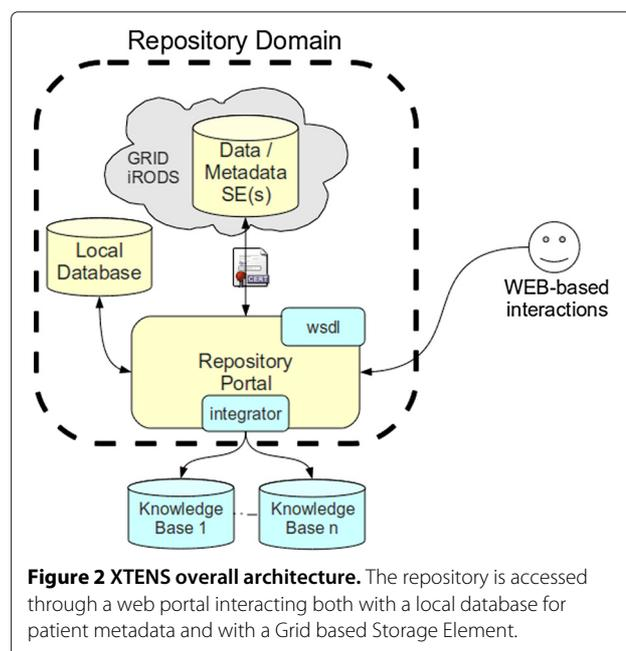 Repository Domain
GRID
iRODS
Data /
Metadata
SE(s)
Local
Database
CERT
WEB-based
interactions
wsdl
Repository
Portal
integrator
Knowledge
Base 1
Knowledge
Base n
Figure 2 XTENS overall architecture. The repository is accessed
through a web portal interacting both with a local database for
patient metadata and with a Grid based Storage Element.